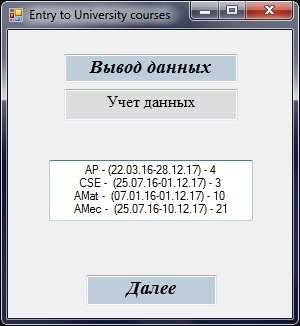 Entry to University courses
Вывод данных
Учет данных
AP - (22.03.16-28.12.17) - 4
CSE - (25.07.16-01.12.17) - 3
AMat - (07.01.16-01.12.17) - 10
AMec - (25.07.16-10.12.17) - 21
Далее